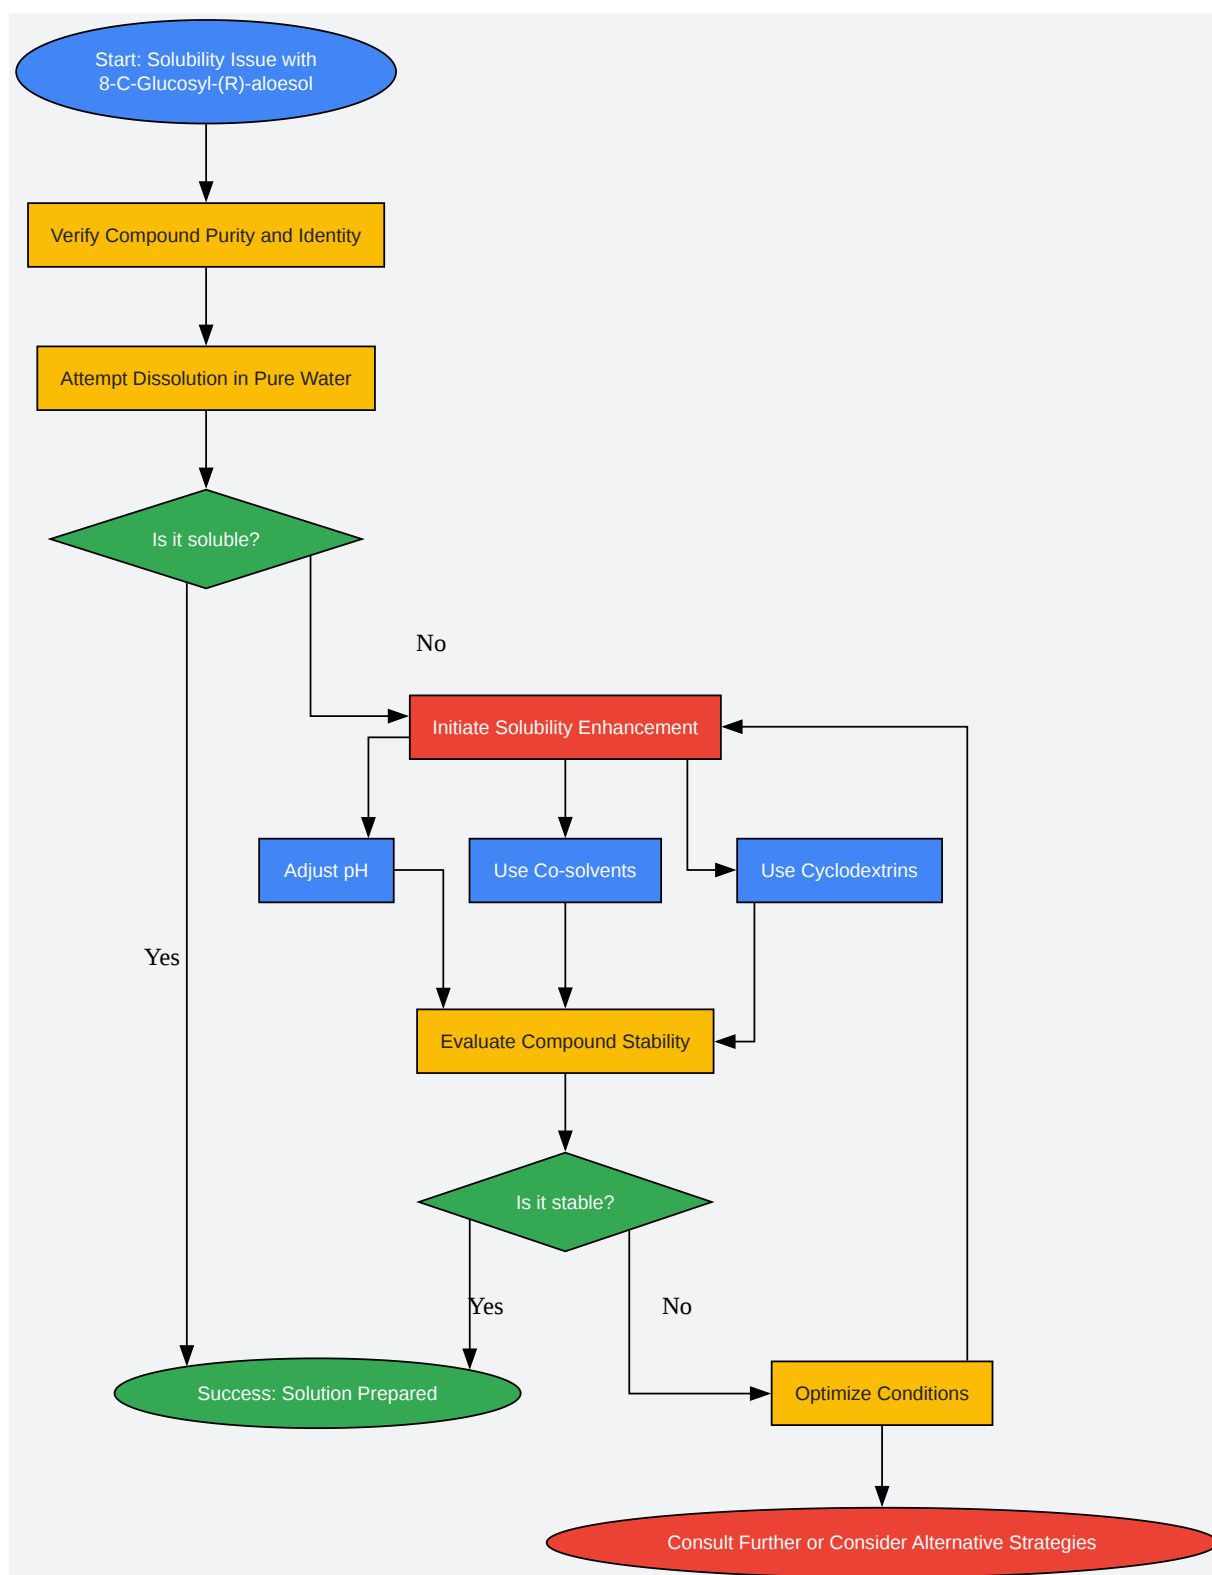 Start: Solubility Issue with
8-C-Glucosyl-(R)-aloesol
Verify Compound Purity and Identity
Attempt Dissolution in Pure Water
Is it soluble?
No
Initiate Solubility Enhancement
Adjust pH
Use Co-solvents
Use Cyclodextrins
Yes
Evaluate Compound Stability
Is it stable?
Yes
No
Success: Solution Prepared
Optimize Conditions
Consult Further or Consider Alternative Strategies